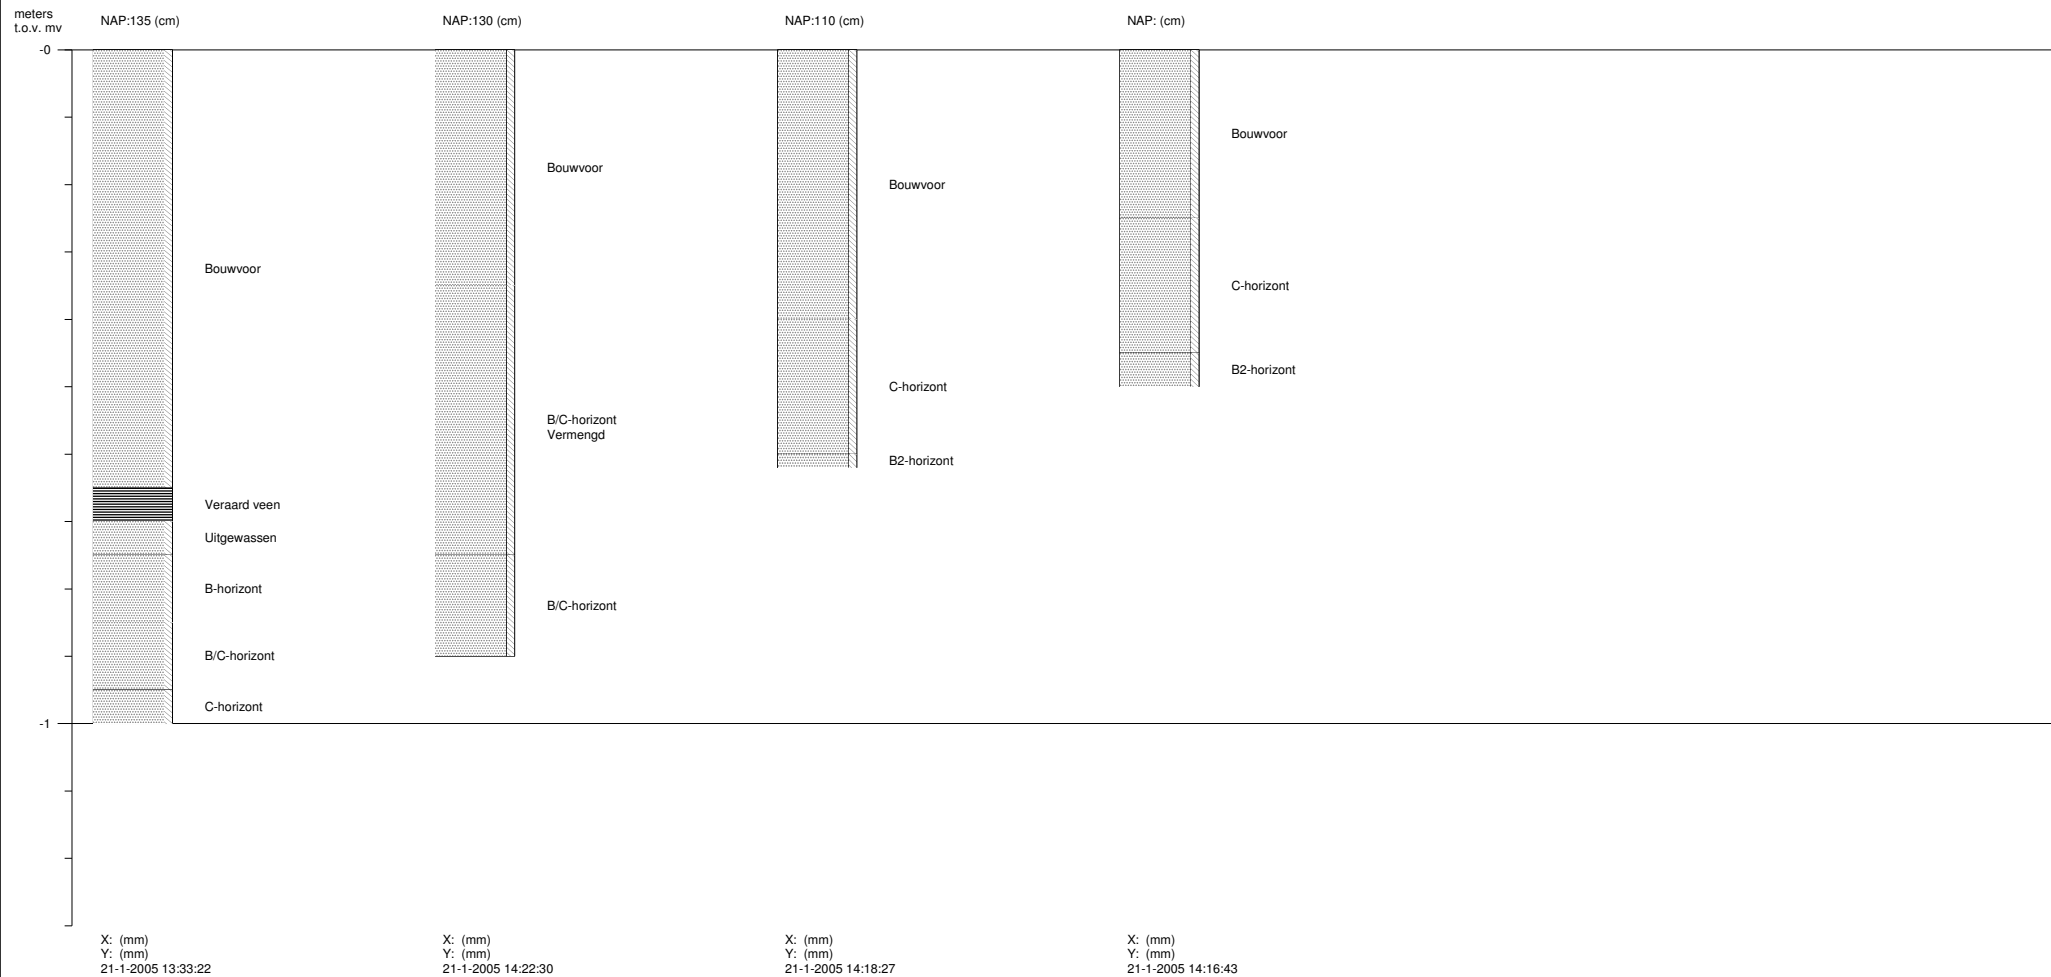 meters
t.o.v. mv
NAP:135 (cm)
NAP:130 (cm)
NAP:110 (cm)
NAP: (cm)
-0
Bouwvoor
Veraard veen
Uitgewassen
B-horizont
B/C-horizont
C-horizont
Bouwvoor
B/C-horizont
Vermengd
B/C-horizont
Bouwvoor
C-horizont
B2-horizont
Bouwvoor
C-horizont
B2-horizont
-1
X: (mm)
Y: (mm)
21-1-2005 13:33:22
X: (mm)
Y: (mm)
21-1-2005 14:22:30
X: (mm)
Y: (mm)
21-1-2005 14:18:27
X: (mm)
Y: (mm)
21-1-2005 14:16:43